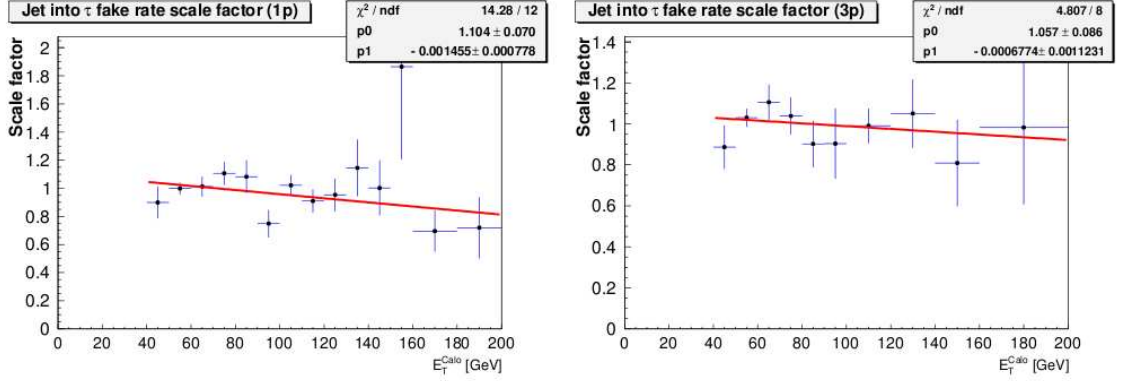 Jet into τ fake rate scale factor (1p)
χ² / ndf 14.28 / 12
p0 1.104 ± 0.070
p1 - 0.001455± 0.000778
Scale factor
2
1.8
1.6
1.4
1.2
1
0.8
0.6
0.4
0.2
0
0 20 40 60 80 100 120 140 160 180 200
E_T^Calo [GeV]
Jet into τ fake rate scale factor (3p)
χ² / ndf 4.807 / 8
p0 1.057 ± 0.086
p1 - 0.0006774 ± 0.0011231
Scale factor
1.4
1.2
1
0.8
0.6
0.4
0.2
0
0 20 40 60 80 100 120 140 160 180 200
E_T^Calo [GeV]